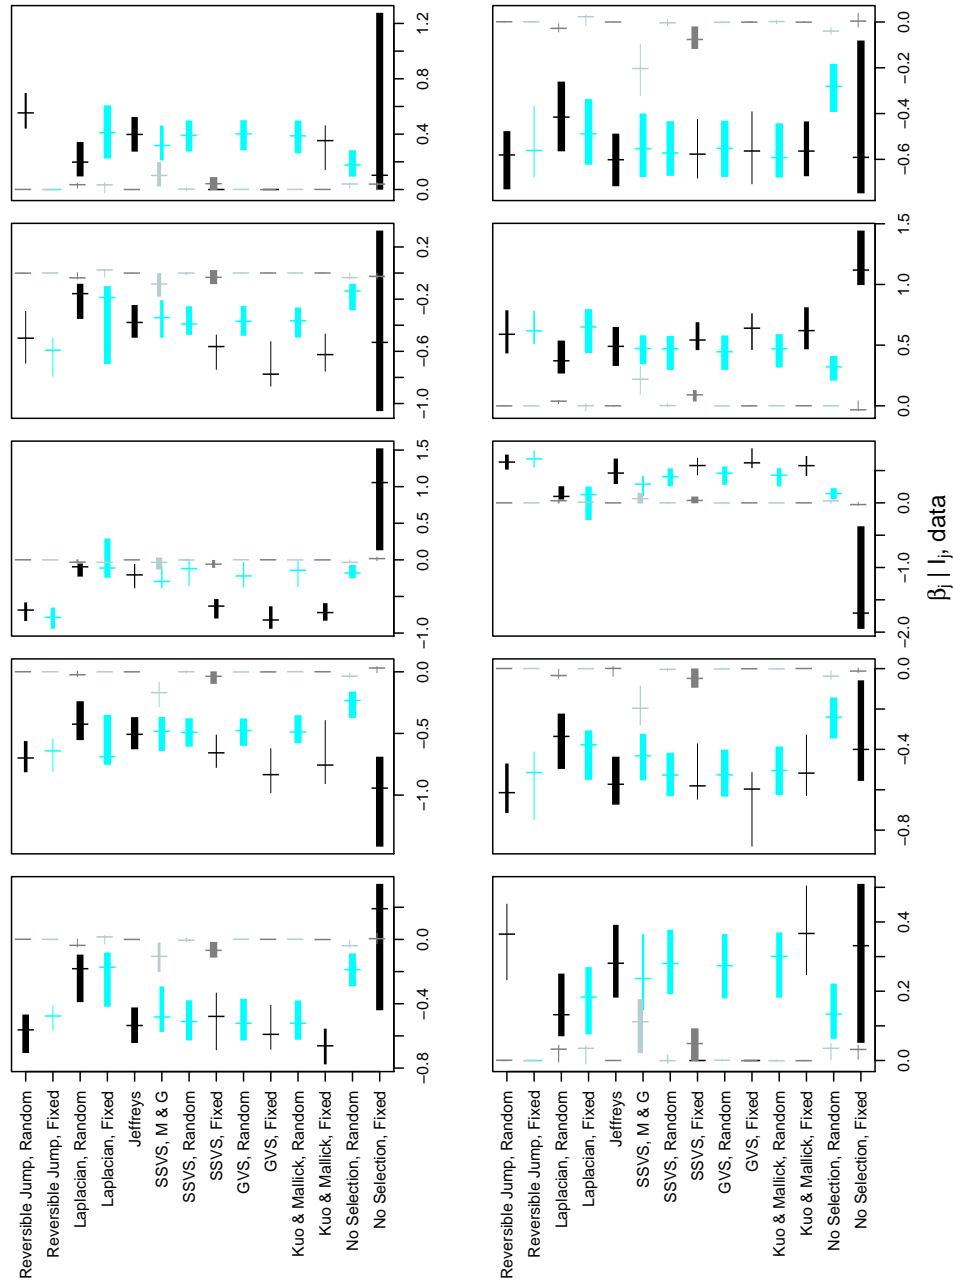 Reversible Jump, Random
Reversible Jump, Fixed
Laplacian, Random
Laplacian, Fixed
Jeffreys
SSVS, M & G
SSVS, Random
SSVS, Fixed
GVS, Random
GVS, Fixed
Kuo & Mallick, Random
Kuo & Mallick, Fixed
No Selection, Random
No Selection, Fixed
−0.8 −0.4 0.0
−1.0 −0.5 0.0
−1.0 0.0 0.5 1.0 1.5
−1.0 −0.6 −0.2 0.2
0.0 0.4 0.8 1.2
Reversible Jump, Random
Reversible Jump, Fixed
Laplacian, Random
Laplacian, Fixed
Jeffreys
SSVS, M & G
SSVS, Random
SSVS, Fixed
GVS, Random
GVS, Fixed
Kuo & Mallick, Random
Kuo & Mallick, Fixed
No Selection, Random
No Selection, Fixed
0.0 0.2 0.4
−0.8 −0.4 0.0
−2.0 −1.0 0.0
0.0 0.5 1.0 1.5
−0.6 −0.4 −0.2 0.0
βj | Ij, data